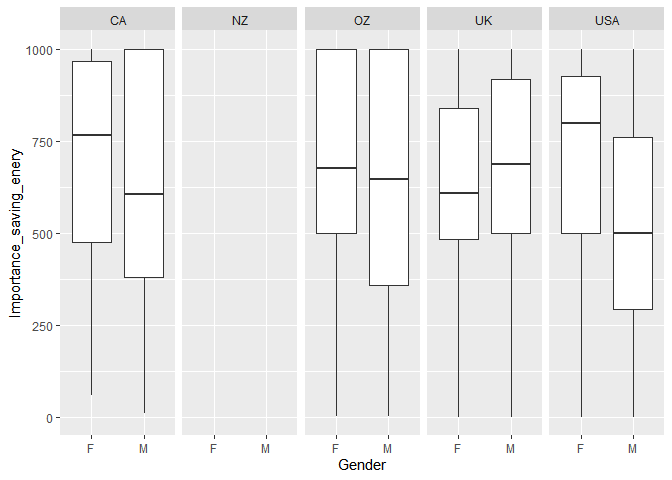 CA NZ OZ UK USA
1000
750
500
250
0
Importance_saving_enery
F M F M F M F M F M
Gender